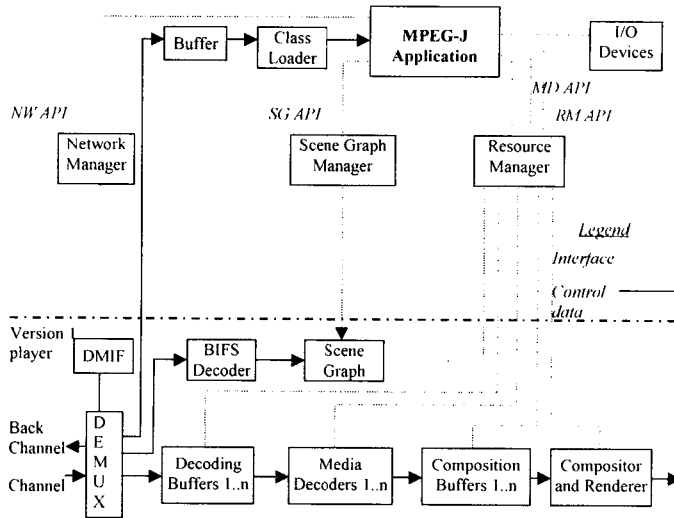 Buffer
Class
Loader
MPEG-J
Application
I/O
Devices
MD API
NW API
SG API
RM API
Network
Manager
Scene Graph
Manager
Resource
Manager
Legend
Interface
Control
data
Version 1
player
DMIF
BIFS
Decoder
Scene
Graph
Back
Channel
Channel
D
E
M
U
X
Decoding
Buffers 1..n
Media
Decoders 1..n
Composition
Buffers 1..n
Compositor
and Renderer